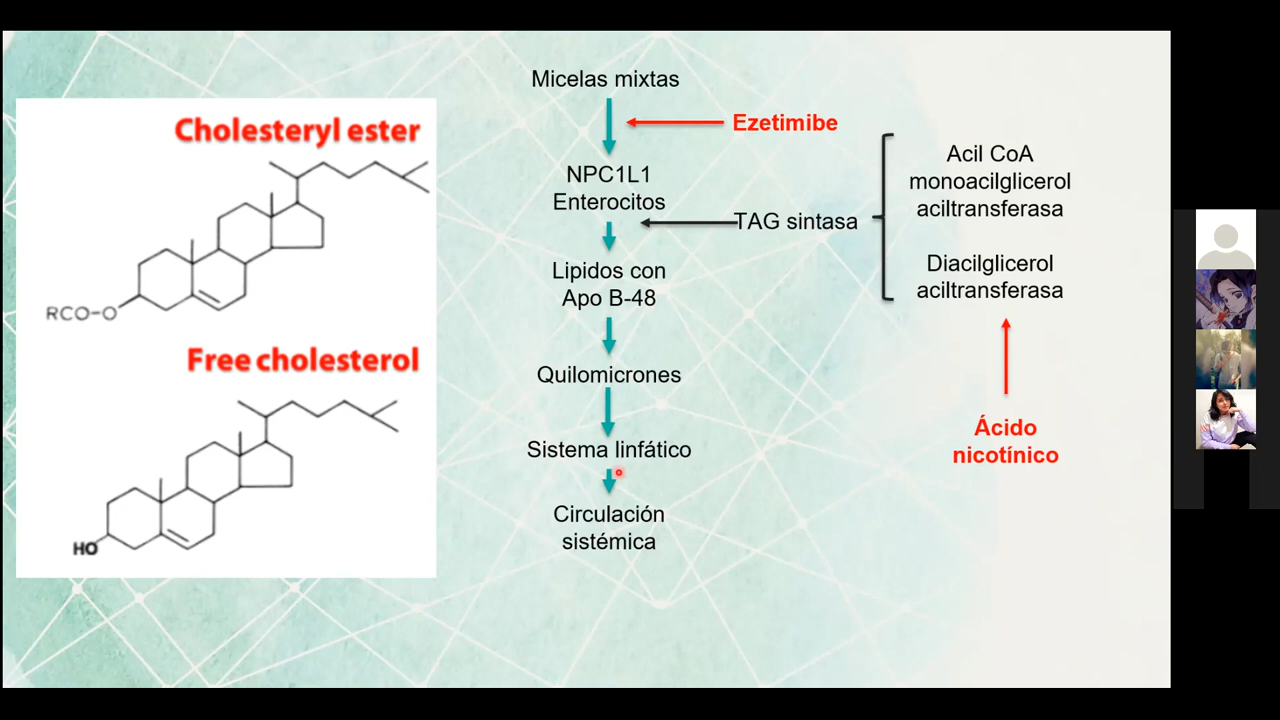 Cholesteryl ester
RCO-O
Free cholesterol
HO
Micelas mixtas
Ezetimibe
NPC1L1
Enterocitos
TAG sintasa
Acil CoA
monoacilglicerol
aciltransferasa
Diacilglicerol
aciltransferasa
Ácido
nicotínico
Lipidos con
Apo B-48
Quilomicrones
Sistema linfático
Circulación
sistémica